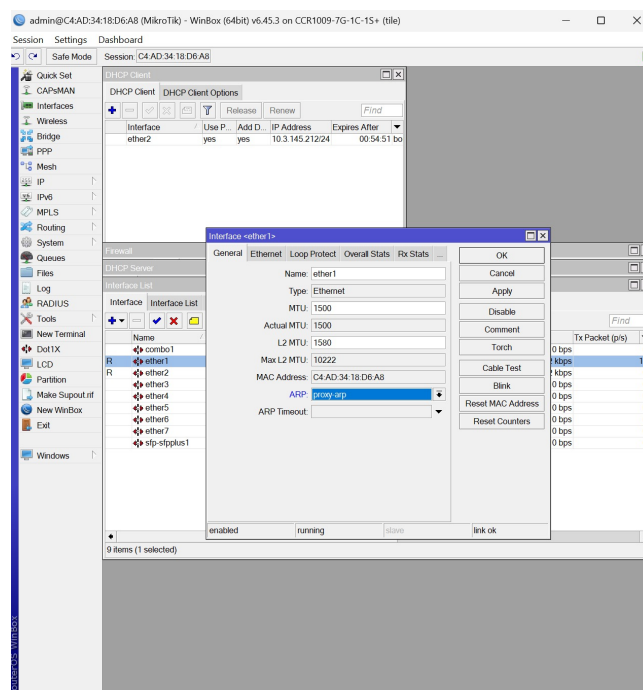 admin@C4:AD:34:18:D6:A8 (MikroTik) - WinBox (64bit) v6.45.3 on CCR1009-7G-1C-1S+ (tile)
Session Settings Dashboard
Safe Mode Session: C4:AD:34:18:D6:A8
Quick Set
CAPsMAN
Interfaces
Wireless
Bridge
PPP
Mesh
IP
IPv6
MPLS
Routing
System
Queues
Files
Log
RADIUS
Tools
New Terminal
Dot1X
LCD
Partition
Make Supout.rif
New WinBox
Exit
Windows
DHCP Client
DHCP Client DHCP Client Options
Release Renew Find
Interface Use P... Add D... IP Address Expires After
ether2 yes yes 10.3.145.212/24 00:54:51 bo
Firewall
DHCP Server
Interface List
Interface Interface List
Find
Name Tx Packet (p/s)
combo1 0 bps
R ether1 kbps 1
R ether2 kbps
ether3 0 bps
ether4 0 bps
ether5 0 bps
ether6 0 bps
ether7 0 bps
sfp-sfpplus1 0 bps
9 items (1 selected)
Interface <ether1>
General Ethernet Loop Protect Overall Stats Rx Stats ...
Name: ether1
Type: Ethernet
MTU: 1500
Actual MTU: 1500
L2 MTU: 1580
Max L2 MTU: 10222
MAC Address: C4:AD:34:18:D6:A8
ARP: proxy-arp
ARP Timeout:
OK
Cancel
Apply
Disable
Comment
Torch
Cable Test
Blink
Reset MAC Address
Reset Counters
enabled running slave link ok
outerOS WinBox